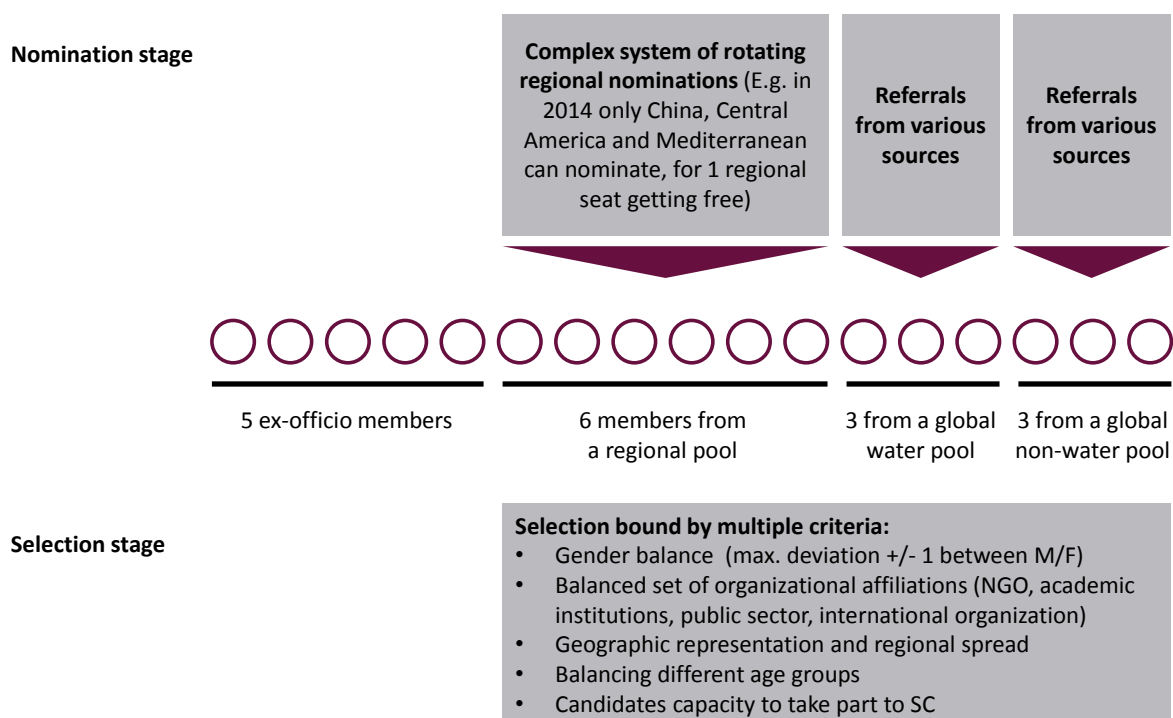 Nomination stage
Complex system of rotating
regional nominations (E.g. in
2014 only China, Central
America and Mediterranean
can nominate, for 1 regional
seat getting free)
Referrals
from various
sources
Referrals
from various
sources
5 ex-officio members
6 members from
a regional pool
3 from a global
water pool
3 from a global
non-water pool
Selection stage
Selection bound by multiple criteria:
• Gender balance (max. deviation +/- 1 between M/F)
• Balanced set of organizational affiliations (NGO, academic
institutions, public sector, international organization)
• Geographic representation and regional spread
• Balancing different age groups
• Candidates capacity to take part to SC